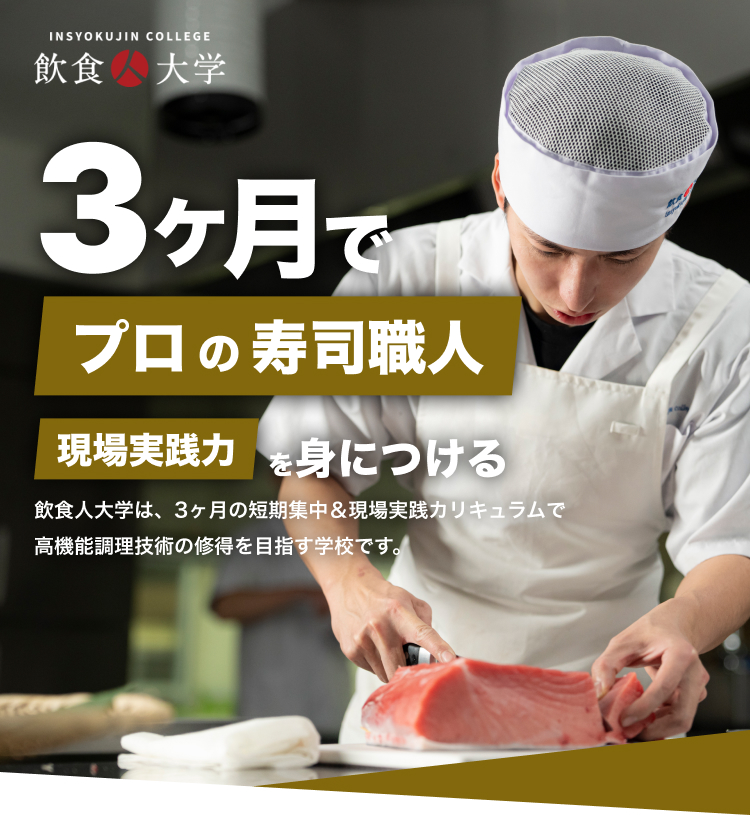 INSYOKUJIN COLLEGE
飲食人大学
3ヶ月で
プロの寿司職人
現場実践力を身につける
飲食人大学は、3ヶ月の短期集中&現場実践カリキュラムで
高機能調理技術の修得を目指す学校です。
飲食